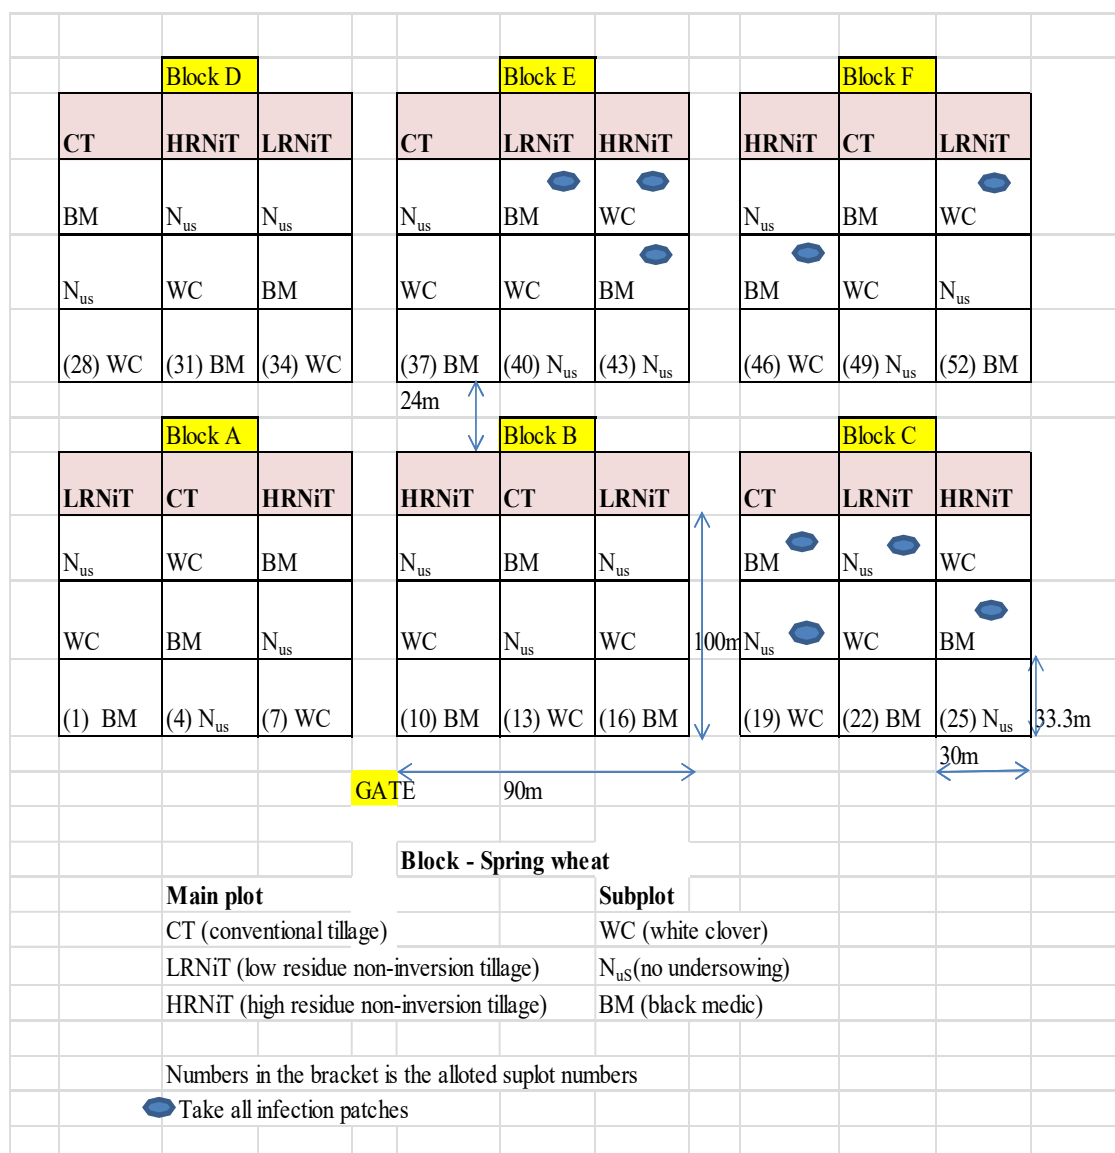 Block D Block E Block F
CT HRNiT LRNiT CT LRNiT HRNiT HRNiT CT LRNiT
BM Nus Nus Nus BM WC Nus BM WC
Nus WC BM WC WC BM BM WC Nus
(28) WC (31) BM (34) WC (37) BM (40) Nus (43) Nus (46) WC (49) Nus (52) BM
24m
Block A Block B Block C
LRNiT CT HRNiT HRNiT CT LRNiT CT LRNiT HRNiT
Nus WC BM Nus BM Nus BM Nus WC
WC BM Nus WC Nus WC 100m Nus WC BM
(1) BM (4) Nus (7) WC (10) BM (13) WC (16) BM (19) WC (22) BM (25) Nus 33.3m
30m
GATE 90m
Block - Spring wheat
Main plot Subplot
CT (conventional tillage) WC (white clover)
LRNiT (low residue non-inversion tillage) NuS(no undersowing)
HRNiT (high residue non-inversion tillage) BM (black medic)
Numbers in the bracket is the alloted suplot numbers
Take all infection patches